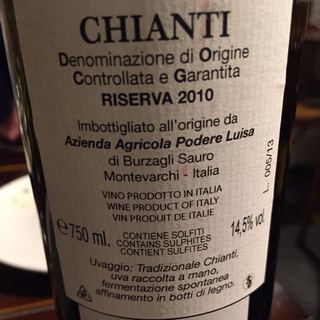 CHIANTI
Denominazione di Origine
Controllata e Garantita
RISERVA 2010
Imbottigliato all'origine da
Azienda Agricola Podere Luisa
di Burzagli Sauro
Montevarchi - Italia
VINO PRODOTTO IN ITALIA
WINE PRODUCT OF ITALY
VIN PRODUIT DE ITALIE
℮ 750 ml.
CONTIENE SOLFITI
CONTAINS SULPHITES
CONTIENT SULFITES
14,5% vol.
L. 005/13
Uvaggio: Tradizionale Chianti,
uva raccolta a mano,
fermentazione spontanea
affinamento in botti di legno.